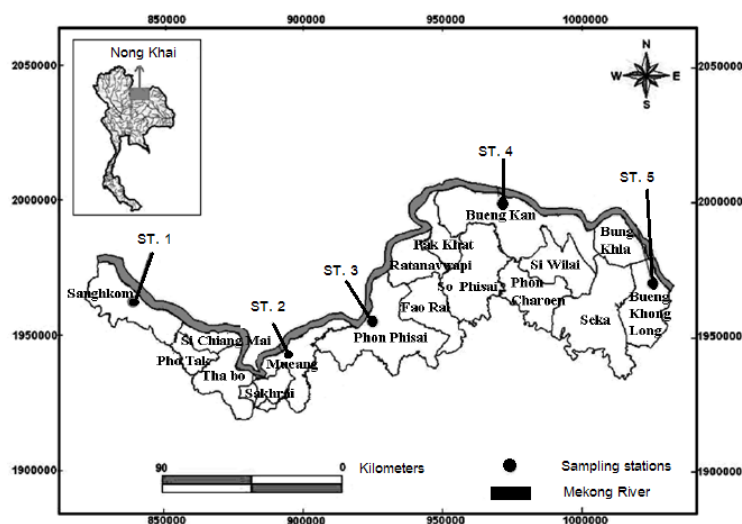 850000 900000 950000 1000000
Nong Khai
N
W E
S
2050000 2050000
2000000 2000000
1950000 1950000
1900000 1900000
ST. 1
ST. 2
ST. 3
ST. 4
ST. 5
Sanghkom
Si Chiang Mai
Pho Tak
Tha bo
Mueang
Sakhrai
Phon Phisai
Fao Rai
Ratanawapi
Pak Khat
So Phisai
Bueng Kan
Phon
Charoen
Si Wilai
Bung
Khla
Seka
Bueng
Khong
Long
90 0 Kilometers
Sampling stations
Mekong River
850000 900000 950000 1000000